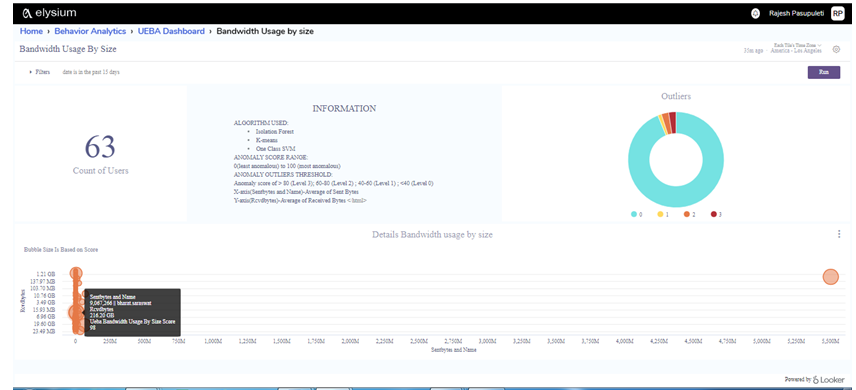 elysium
Rajesh Pasupuleti RP
Home › Behavior Analytics › UEBA Dashboard › Bandwidth Usage by size
Bandwidth Usage By Size
35m ago
Each Tile's Time Zone
America - Los Angeles
Filters date is in the past 15 days
Run
63
Count of Users
INFORMATION
ALGORITHM USED:
• Isolation Forest
• K-means
• One Class SVM
ANOMALY SCORE RANGE:
0(least anomalous) to 100 (most anomalous)
ANOMALY OUTLIERS THRESHOLD:
Anomaly score of > 80 (Level 3); 60-80 (Level 2) ; 40-60 (Level 1) ; <40 (Level 0)
X-axis(Sentbytes and Name)-Average of Sent Bytes
Y-axis(Rcvdbytes)-Average of Received Bytes < html>
Outliers
0 1 2 3
Details Bandwidth usage by size
Bubble Size Is Based on Score
Rcvdbytes
1.21 GB
137.97 MB
103.70 MB
10.76 GB
3.49 GB
15.93 MB
6.96 GB
19.60 GB
23.49 MB
Sentbytes and Name
9,067,266 || bharat saraswat
Rcvdbytes
216.20 GB
Ueba Bandwidth Usage By Size Score
98
0 250M 500M 750M 1,000M 1,250M 1,500M 1,750M 2,000M 2,250M 2,500M 2,750M 3,000M 3,250M 3,500M 3,750M 4,000M 4,250M 4,500M 4,750M 5,000M 5,250M 5,500M
Sentbytes and Name
Powered by Looker